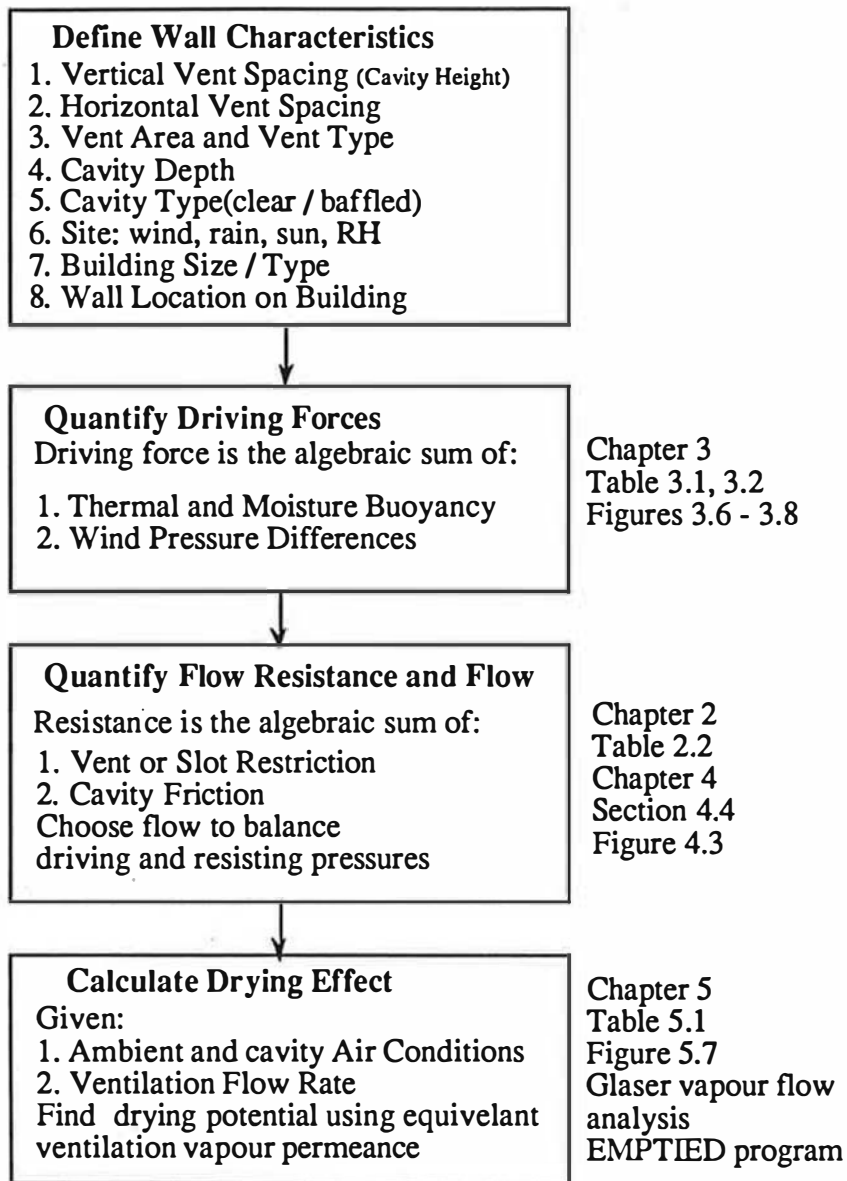 Define Wall Characteristics
1. Vertical Vent Spacing (Cavity Height)
2. Horizontal Vent Spacing
3. Vent Area and Vent Type
4. Cavity Depth
5. Cavity Type(clear / baffled)
6. Site: wind, rain, sun, RH
7. Building Size / Type
8. Wall Location on Building
Quantify Driving Forces
Driving force is the algebraic sum of:
1. Thermal and Moisture Buoyancy
2. Wind Pressure Differences
Chapter 3
Table 3.1, 3.2
Figures 3.6 - 3.8
Quantify Flow Resistance and Flow
Resistance is the algebraic sum of:
1. Vent or Slot Restriction
2. Cavity Friction
Choose flow to balance
driving and resisting pressures
Chapter 2
Table 2.2
Chapter 4
Section 4.4
Figure 4.3
Calculate Drying Effect
Given:
1. Ambient and cavity Air Conditions
2. Ventilation Flow Rate
Find drying potential using equivelant
ventilation vapour permeance
Chapter 5
Table 5.1
Figure 5.7
Glaser vapour flow
analysis
EMPTIED program